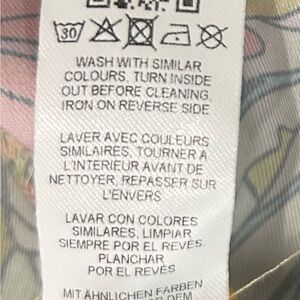 30
WASH WITH SIMILAR
COLOURS, TURN INSIDE
OUT BEFORE CLEANING,
IRON ON REVERSE SIDE
LAVER AVEC COULEURS
SIMILAIRES, TOURNER A
L'INTERIEUR AVANT DE
NETTOYER, REPASSER SUR
L'ENVERS
LAVAR CON COLORES
SIMILARES, LIMPIAR
SIEMPRE POR EL REVÉS,
PLANCHAR
POR EL REVÉS
MIT ÄHNLICHEN FARBEN
DEM